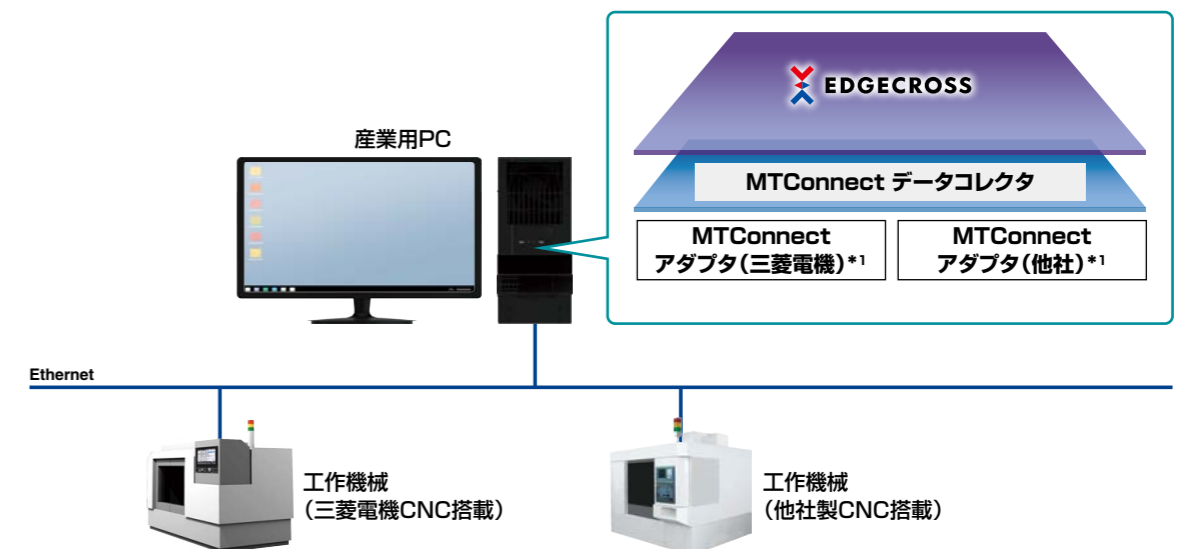 EDGECROSS
産業用PC
MTConnect データコレクタ
MTConnect
アダプタ（三菱電機）*1
MTConnect
アダプタ（他社）*1
Ethernet
工作機械
（三菱電機CNC搭載）
工作機械
（他社製CNC搭載）